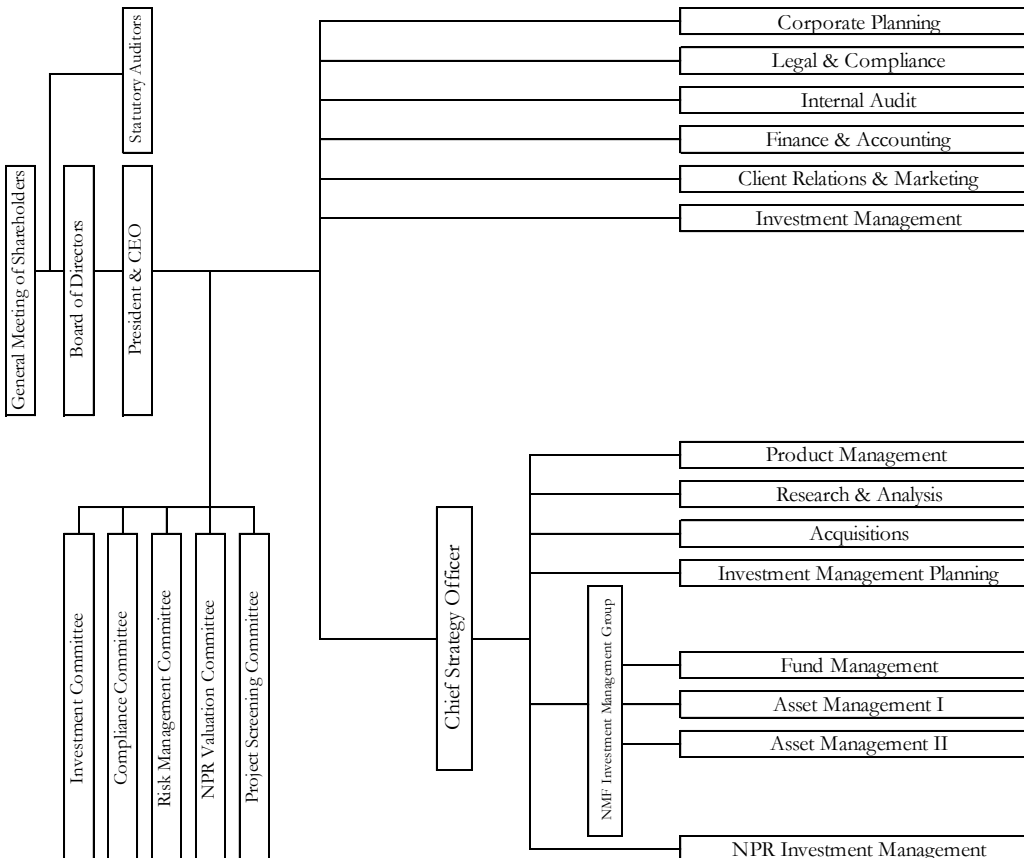 General Meeting of Shareholders
Board of Directors
Statutory Auditors
President & CEO
Corporate Planning
Legal & Compliance
Internal Audit
Finance & Accounting
Client Relations & Marketing
Investment Management
Investment Committee
Compliance Committee
Risk Management Committee
NPR Valuation Committee
Project Screening Committee
Chief Strategy Officer
Product Management
Research & Analysis
Acquisitions
Investment Management Planning
NMF Investment Management Group
Fund Management
Asset Management I
Asset Management II
NPR Investment Management